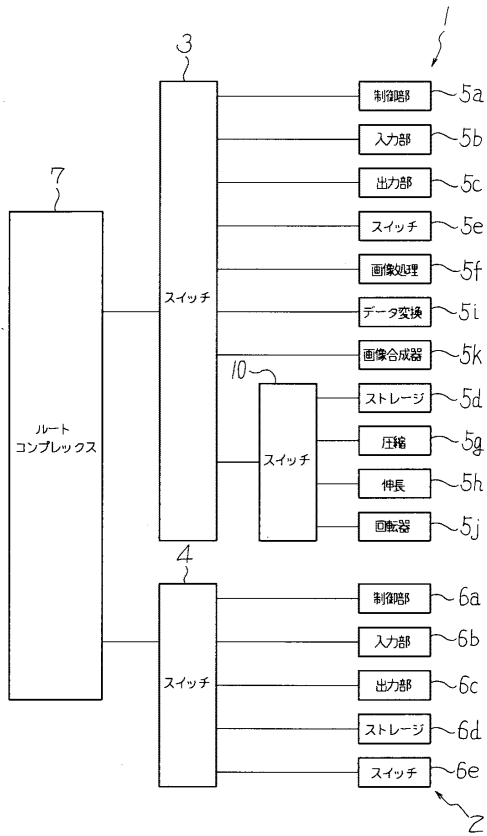 1
3
制御部 5a
入力部 5b
7
出力部 5c
スイッチ 5e
画像処理 5f
スイッチ
データ変換 5i
画像合成器 5k
10
ストレージ 5d
ルート
コンプレックス
スイッチ
圧縮 5g
伸長 5h
回転器 5j
4
制御部 6a
入力部 6b
スイッチ
出力部 6c
ストレージ 6d
スイッチ 6e
2